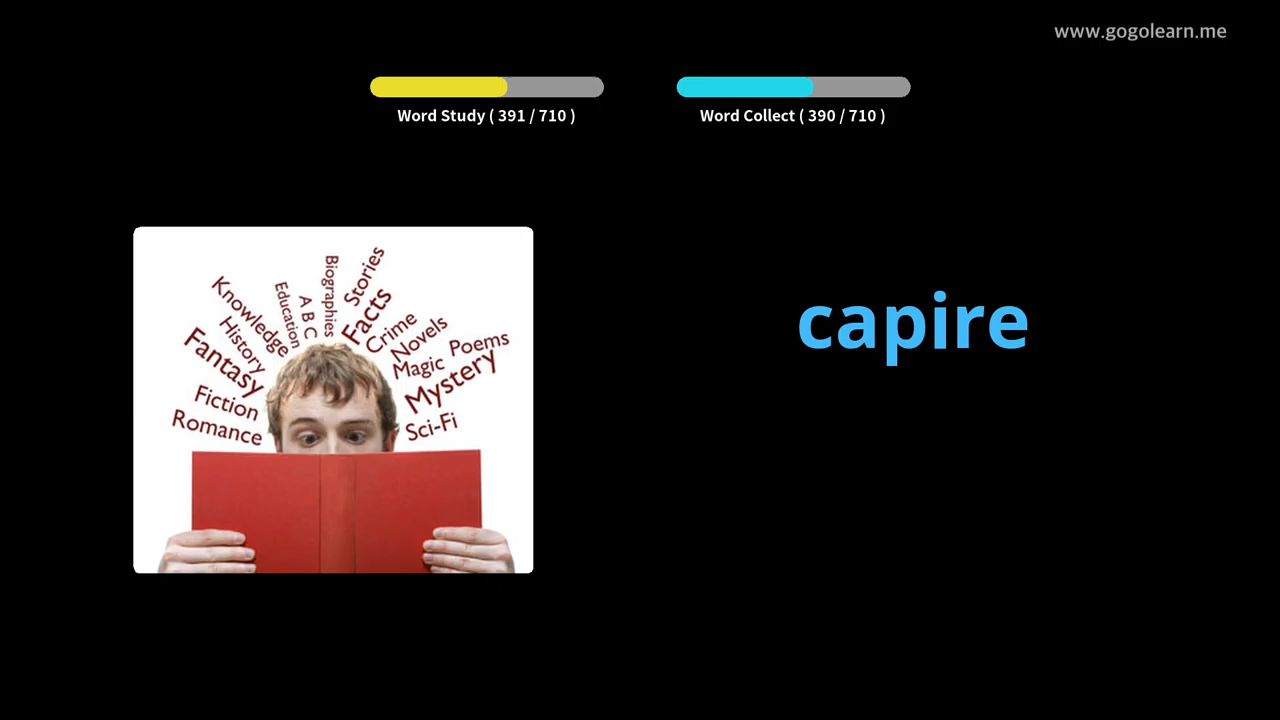 www.gogolearn.me
Word Study ( 391 / 710 )
Word Collect ( 390 / 710 )
capire
Knowledge
Education
A B C
Biographies
Stories
Facts
Crime
Novels
Poems
History
Fantasy
Magic
Mystery
Fiction
Romance
Sci-Fi